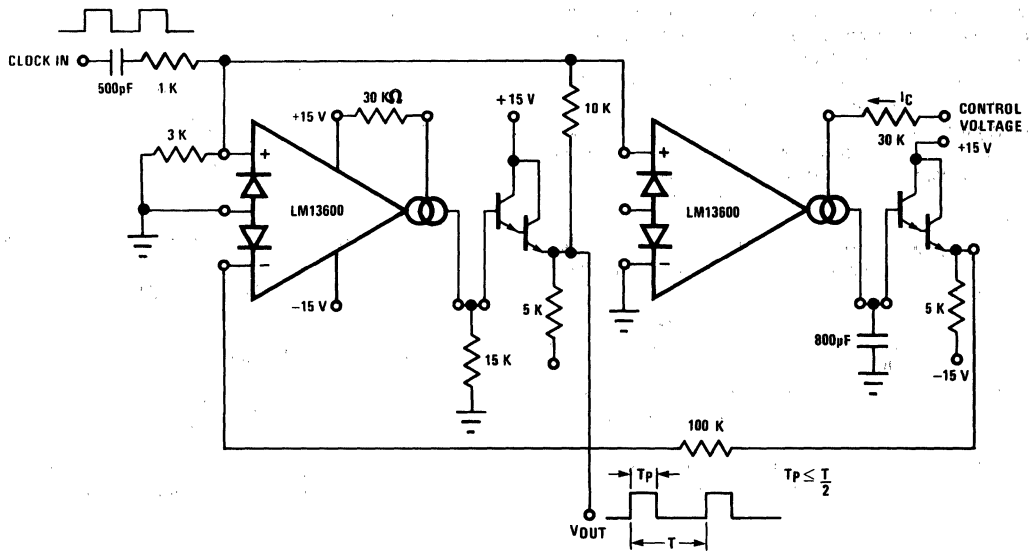 CLOCK IN
500pF
1 K
3 K
+15 V
30 KΩ
+
LM13600
−
−15 V
+15 V
10 K
5 K
15 K
+
LM13600
−
IC
30 K
CONTROL
VOLTAGE
+15 V
800pF
5 K
−15 V
100 K
VOUT
TP
T
TP ≤ T/2